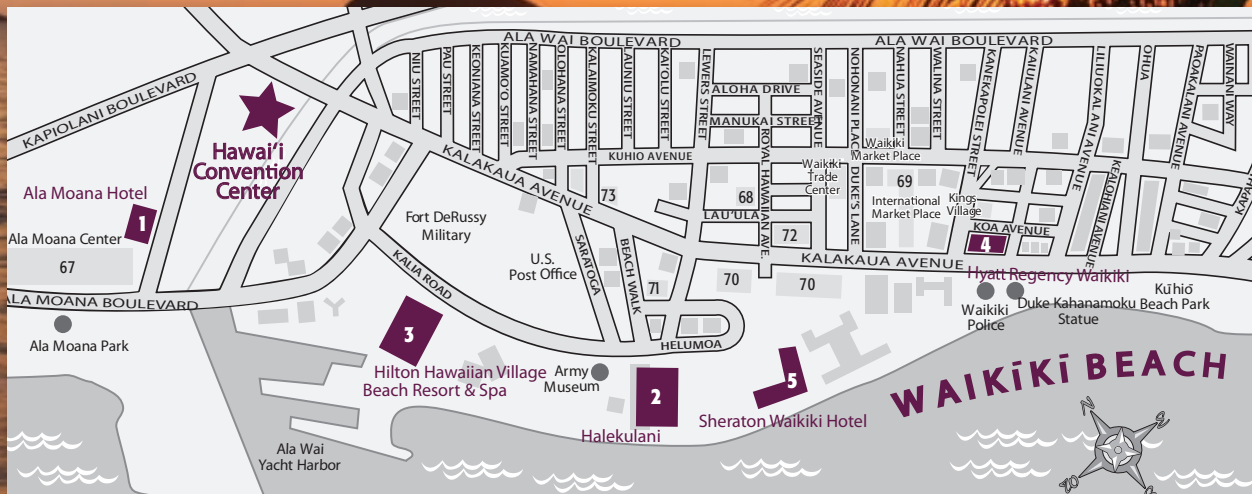 ALA WAI BOULEVARD
ALA WAI BOULEVARD
KAPIOLANI BOULEVARD
NIU STREET
PAU STREET
KEONIANA STREET
KUAMO'O STREET
NAMAHANA STREET
OLOHANA STREET
KALAIMOKU STREET
LAUNIU STREET
KAI'OLU STREET
LEWERS STREET
ALOHA DRIVE
MANUKAI STREET
ROYAL HAWAIIAN AVE.
SEASIDE AVENUE
NOHONANI PLACE
DUKE'S LANE
NAHUA STREET
WALINA STREET
KANEKAPOLEI STREET
KAIULANI AVENUE
LILIUOKALANI AVENUE
KEALOHILANI AVENUE
OHUA
PAOAKALANI AVENUE
WAINANI WAY
Hawai'i
Convention
Center
Ala Moana Hotel
1
Ala Moana Center
67
ALA MOANA BOULEVARD
Ala Moana Park
KALAKAUA AVENUE
KUHIO AVENUE
Waikiki
Market Place
Waikiki
Trade
Center
73
68
69
Fort DeRussy
Military
LAU'ULA
72
International
Market Place
Kings
Village
KOA AVENUE
4
U.S.
Post Office
SARATOGA
BEACH WALK
KALIA ROAD
KALAKAUA AVENUE
71
70
70
Hyatt Regency Waikiki
Waikiki
Police
Duke Kahanamoku
Statue
Kūhiō
Beach Park
3
Hilton Hawaiian Village
Beach Resort & Spa
HELUMOA
Army
Museum
2
Halekulani
5
Sheraton Waikiki Hotel
WAIKīKī BEACH
Ala Wai
Yacht Harbor